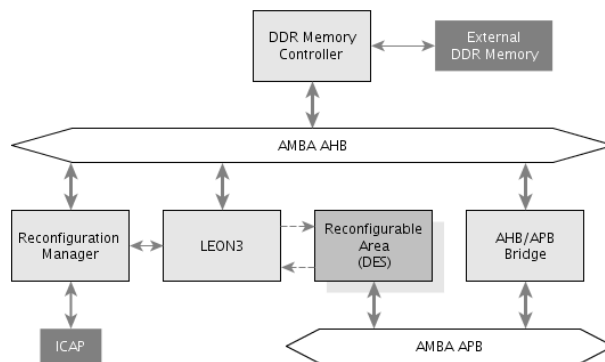 DDR Memory
Controller
External
DDR Memory
AMBA AHB
Reconfiguration
Manager
LEON3
Reconfigurable
Area
(DES)
AHB/APB
Bridge
ICAP
AMBA APB